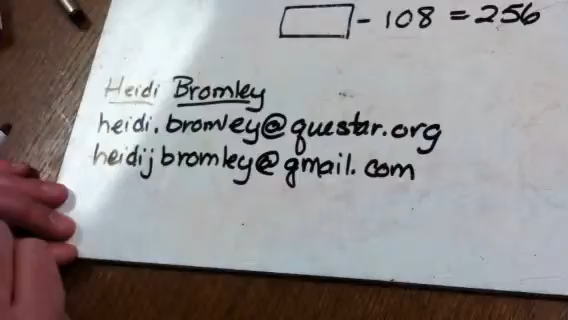 - 108 = 256
Heidi Bromley
heidi.bromley@questar.org
heidijbromley@gmail.com